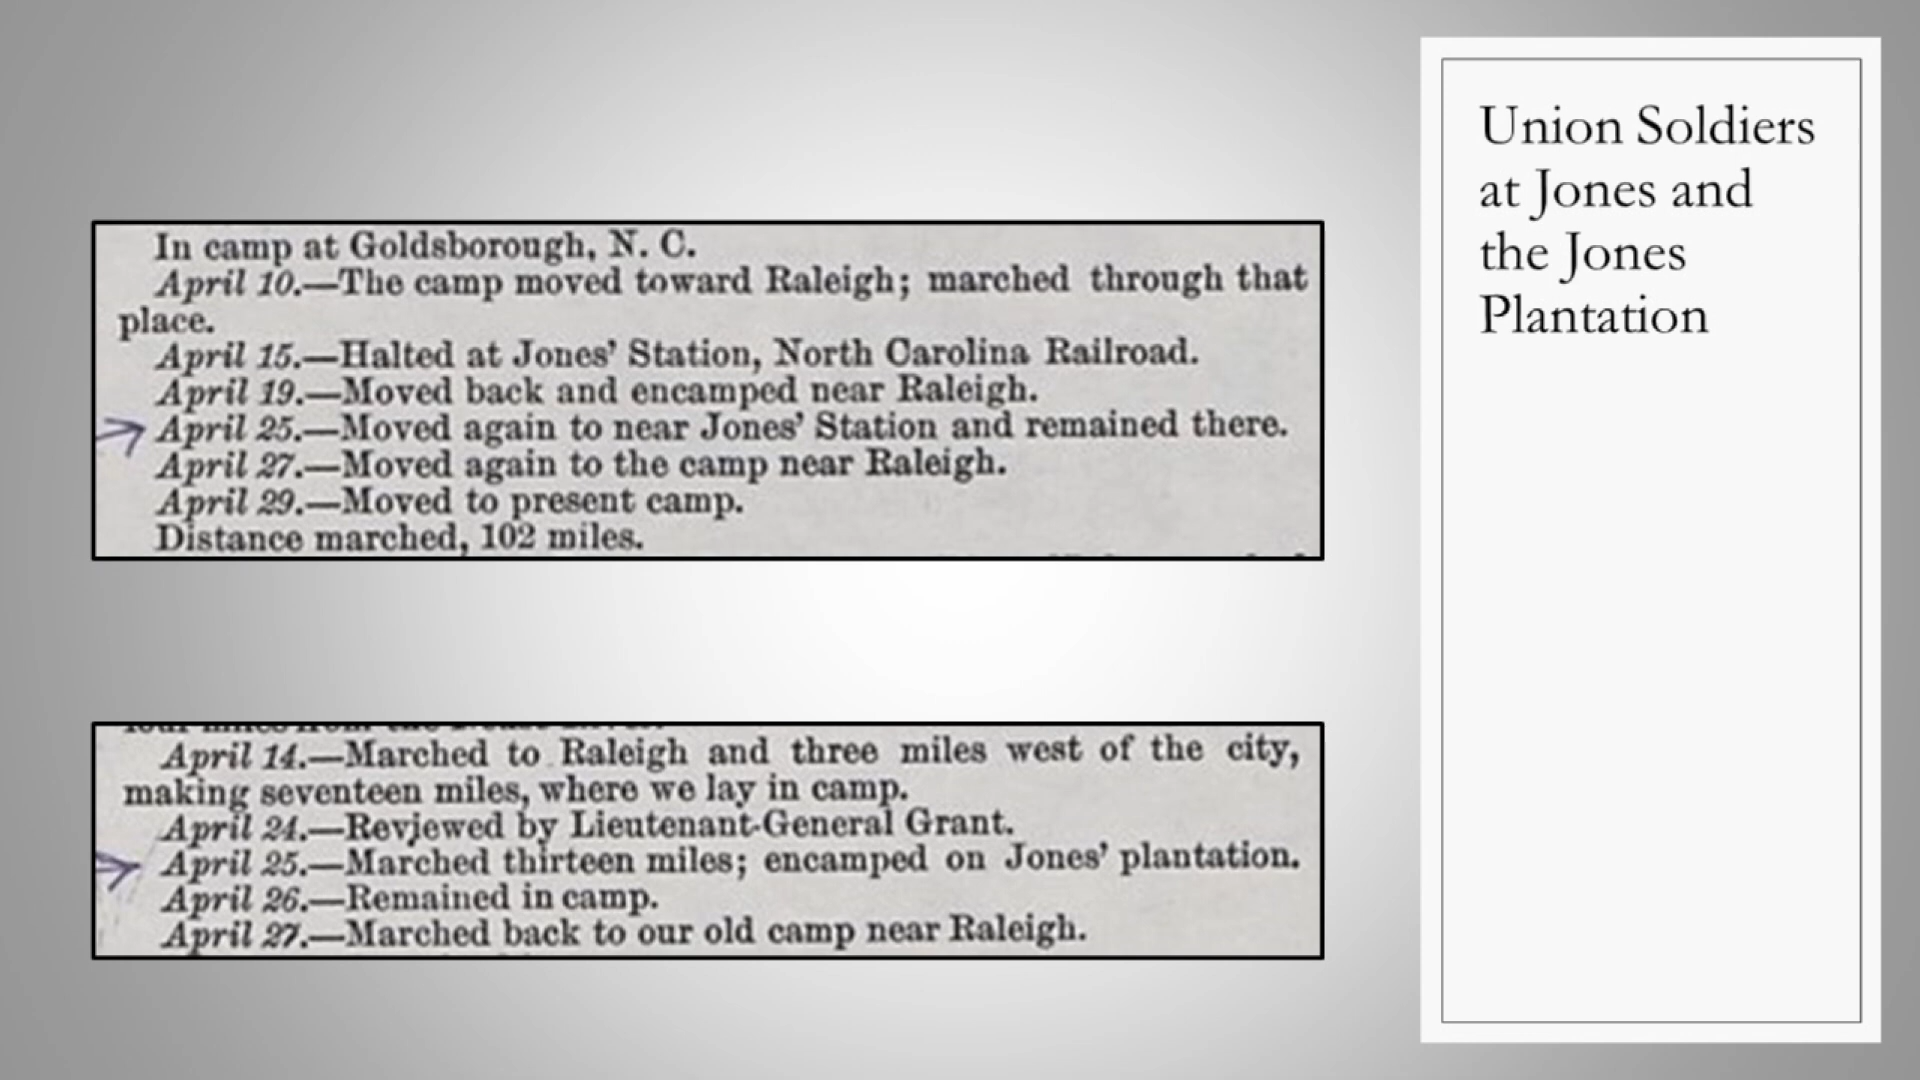 In camp at Goldsborough, N. C.
April 10.—The camp moved toward Raleigh; marched through that
place.
April 15.—Halted at Jones' Station, North Carolina Railroad.
April 19.—Moved back and encamped near Raleigh.
April 25.—Moved again to near Jones' Station and remained there.
April 27.—Moved again to the camp near Raleigh.
April 29.—Moved to present camp.
Distance marched, 102 miles.
April 14.—Marched to Raleigh and three miles west of the city,
making seventeen miles, where we lay in camp.
April 24.—Reviewed by Lieutenant-General Grant.
April 25.—Marched thirteen miles; encamped on Jones' plantation.
April 26.—Remained in camp.
April 27.—Marched back to our old camp near Raleigh.
Union Soldiers
at Jones and
the Jones
Plantation